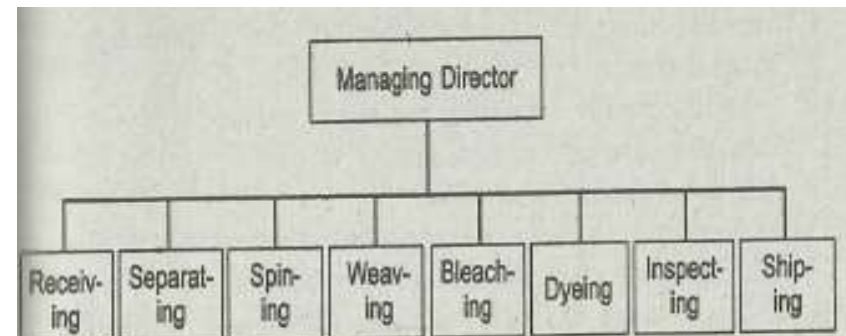 Managing Director
Receiv-
ing
Separat-
ing
Spin-
ing
Weav-
ing
Bleach-
ing
Dyeing
Inspect-
ing
Ship-
ing